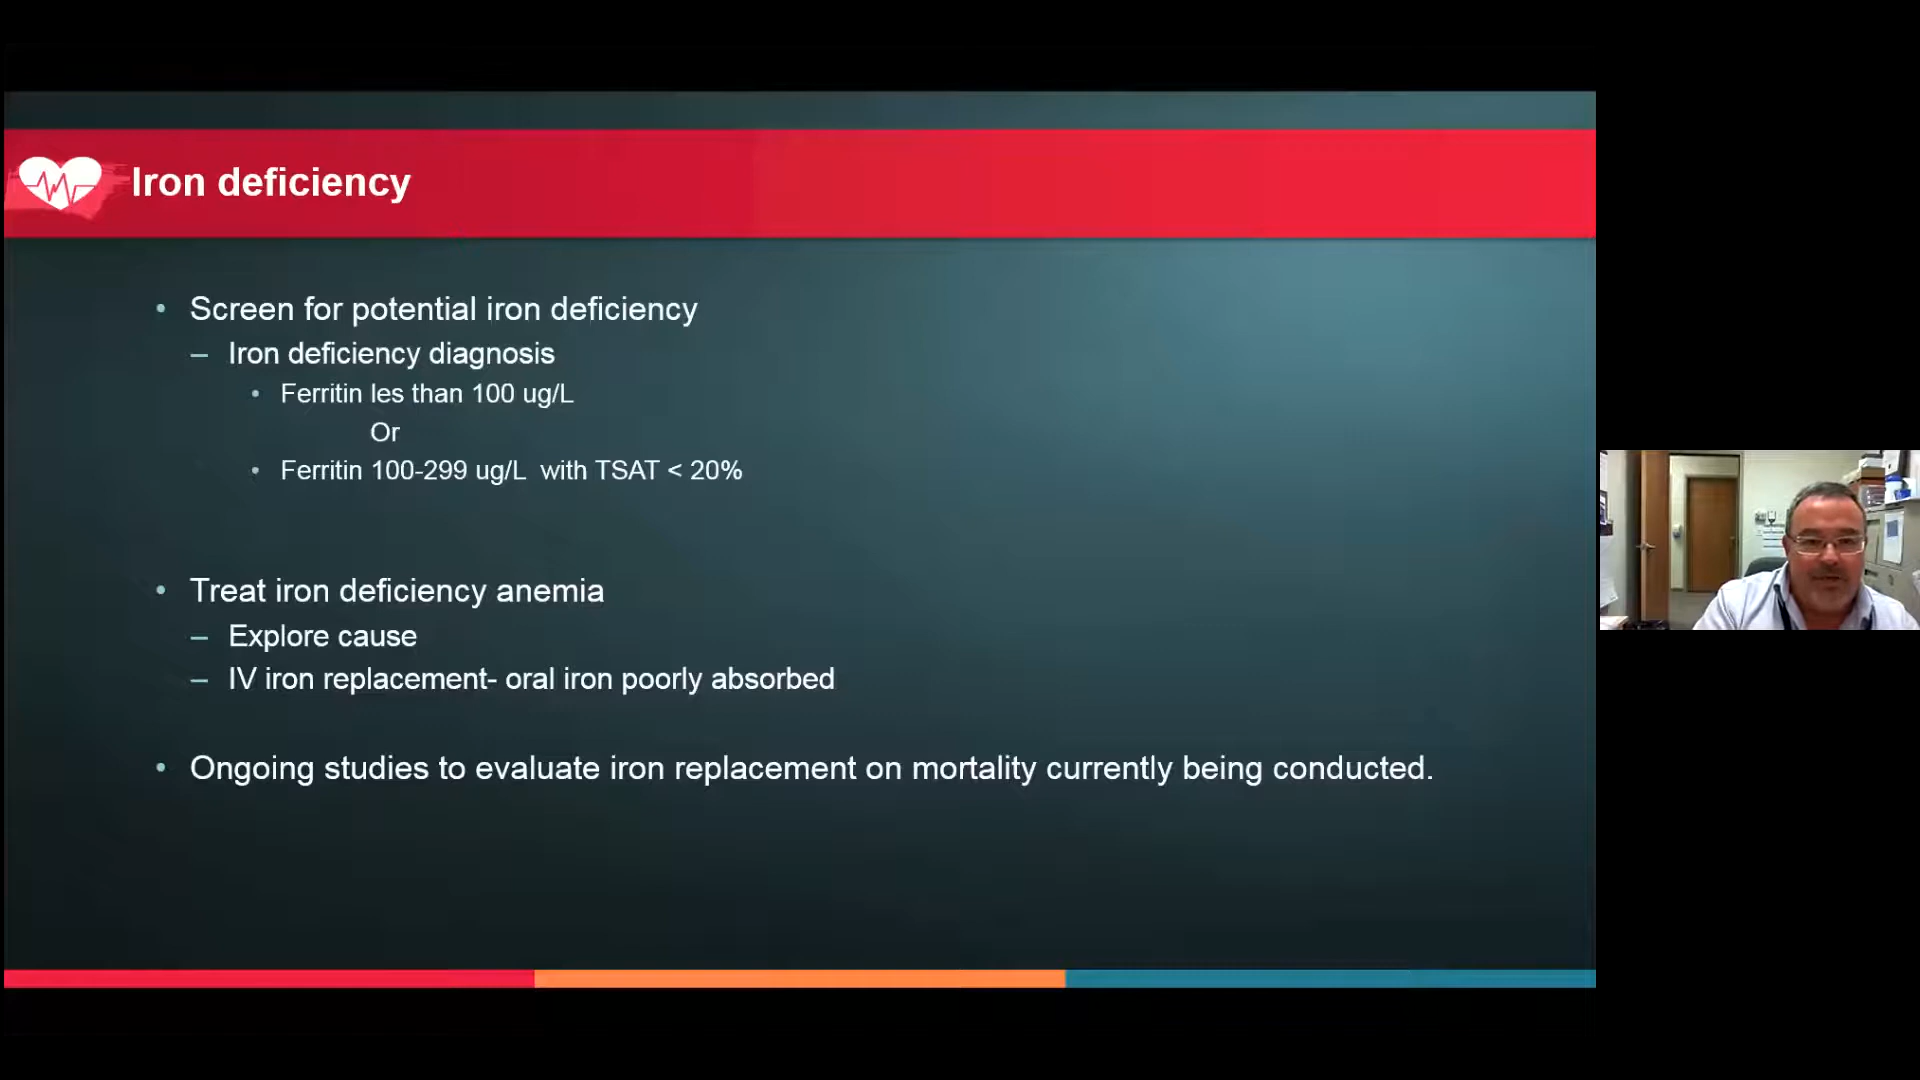 Iron deficiency
• Screen for potential iron deficiency
– Iron deficiency diagnosis
• Ferritin less than 100 ug/L
Or
• Ferritin 100-299 ug/L with TSAT < 20%
• Treat iron deficiency anemia
– Explore cause
– IV iron replacement- oral iron poorly absorbed
• Ongoing studies to evaluate iron replacement on mortality currently being conducted.